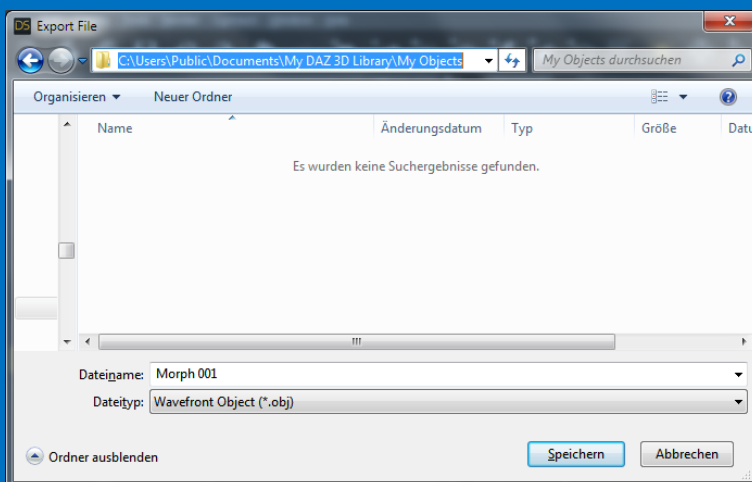 DS Export File
C:\Users\Public\Documents\My DAZ 3D Library\My Objects
My Objects durchsuchen
Organisieren
Neuer Ordner
Name
Änderungsdatum
Typ
Größe
Datu
Es wurden keine Suchergebnisse gefunden.
Dateiname: Morph 001
Dateityp: Wavefront Object (*.obj)
Ordner ausblenden
Speichern
Abbrechen